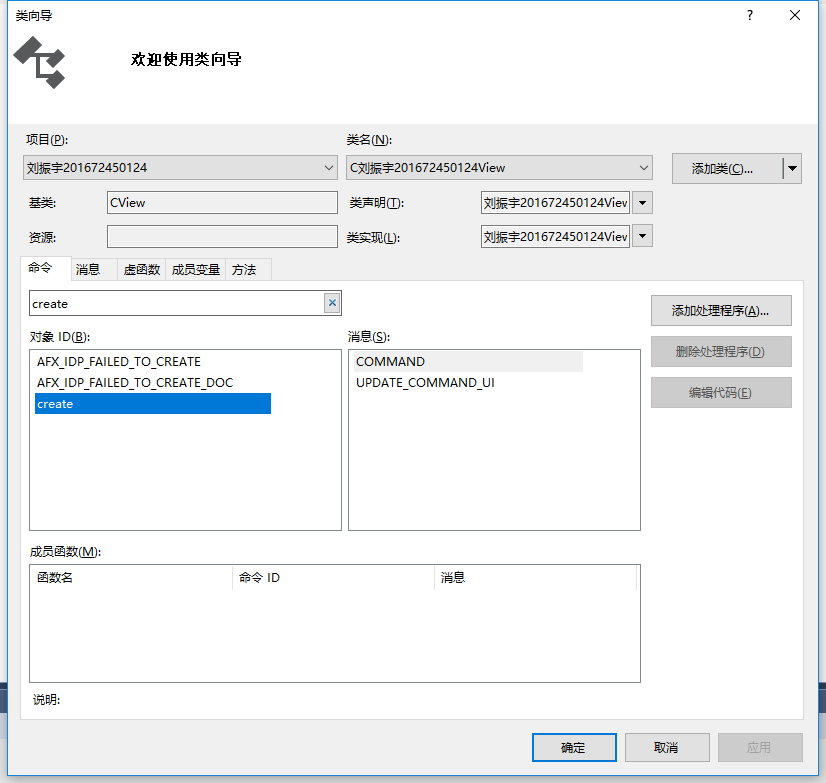 类向导
?
欢迎使用类向导
项目(P):
类名(N):
刘振宇201672450124
C刘振宇201672450124View
添加类(C)...
基类:
CView
类声明(T):
刘振宇201672450124View
资源:
类实现(L):
刘振宇201672450124View
命令
消息
虚函数
成员变量
方法
create
添加处理程序(A)...
对象 ID(B):
消息(S):
AFX_IDP_FAILED_TO_CREATE
COMMAND
删除处理程序(D)
AFX_IDP_FAILED_TO_CREATE_DOC
UPDATE_COMMAND_UI
create
编辑代码(E)
成员函数(M):
函数名
命令 ID
消息
说明:
确定
取消
应用